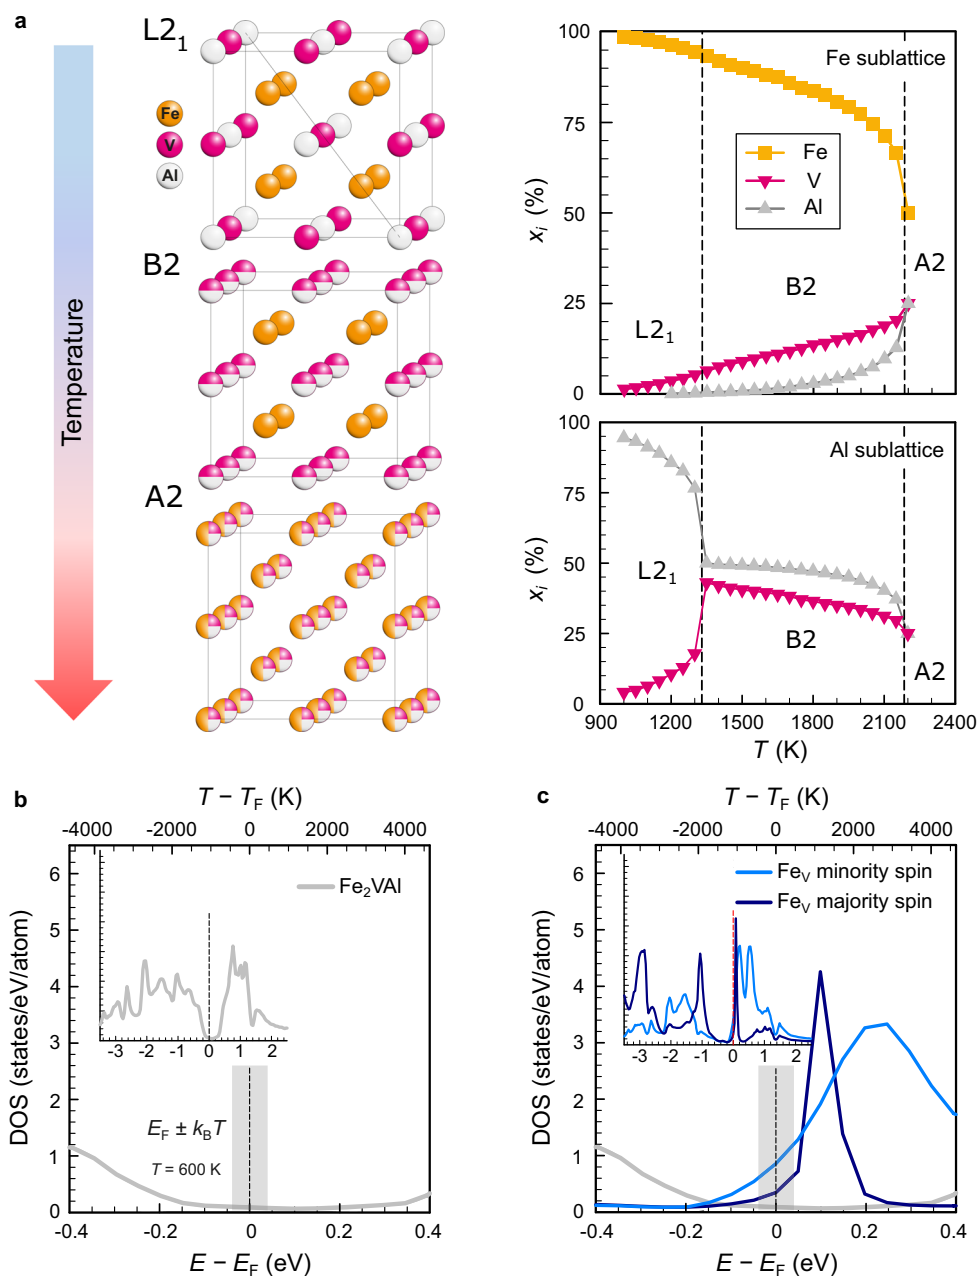 a
L2₁
Fe
V
Al
B2
A2
Temperature
100
75
50
25
0
x_i (%)
Fe sublattice
Fe
V
Al
L2₁
B2
A2
100
75
50
25
0
x_i (%)
Al sublattice
L2₁
B2
A2
900 1200 1500 1800 2100 2400
T (K)
b
T − T_F (K)
-4000 -2000 0 2000 4000
6
5
4
3
2
1
0
DOS (states/eV/atom)
Fe₂VAl
-3 -2 -1 0 1 2
E_F ± k_BT
T = 600 K
-0.4 -0.2 0 0.2 0.4
E − E_F (eV)
c
T − T_F (K)
-4000 -2000 0 2000 4000
6
5
4
3
2
1
0
DOS (states/eV/atom)
Fe_V minority spin
Fe_V majority spin
-3 -2 -1 0 1 2
-0.4 -0.2 0 0.2 0.4
E − E_F (eV)